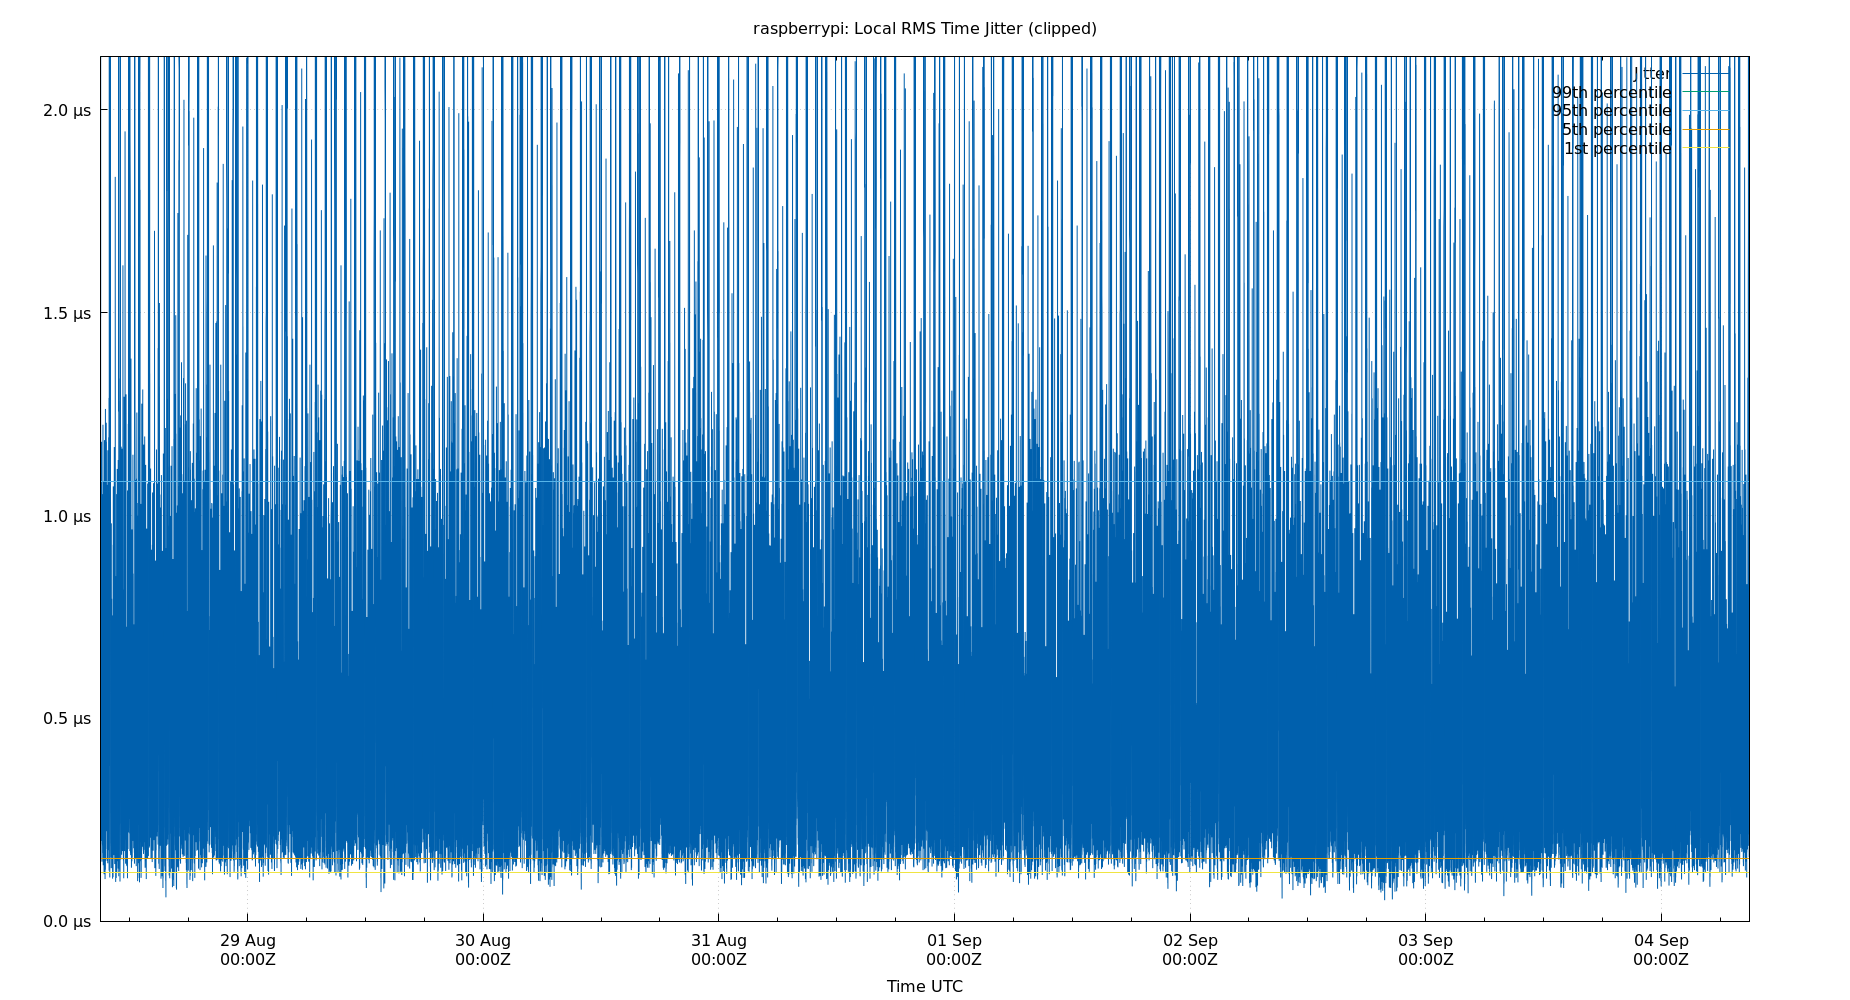 raspberrypi: Local RMS Time Jitter (clipped)
Jitter
99th percentile
95th percentile
5th percentile
1st percentile
2.0 µs
1.5 µs
1.0 µs
0.5 µs
0.0 µs
29 Aug 30 Aug 31 Aug 01 Sep 02 Sep 03 Sep 04 Sep
00:00Z 00:00Z 00:00Z 00:00Z 00:00Z 00:00Z 00:00Z
Time UTC